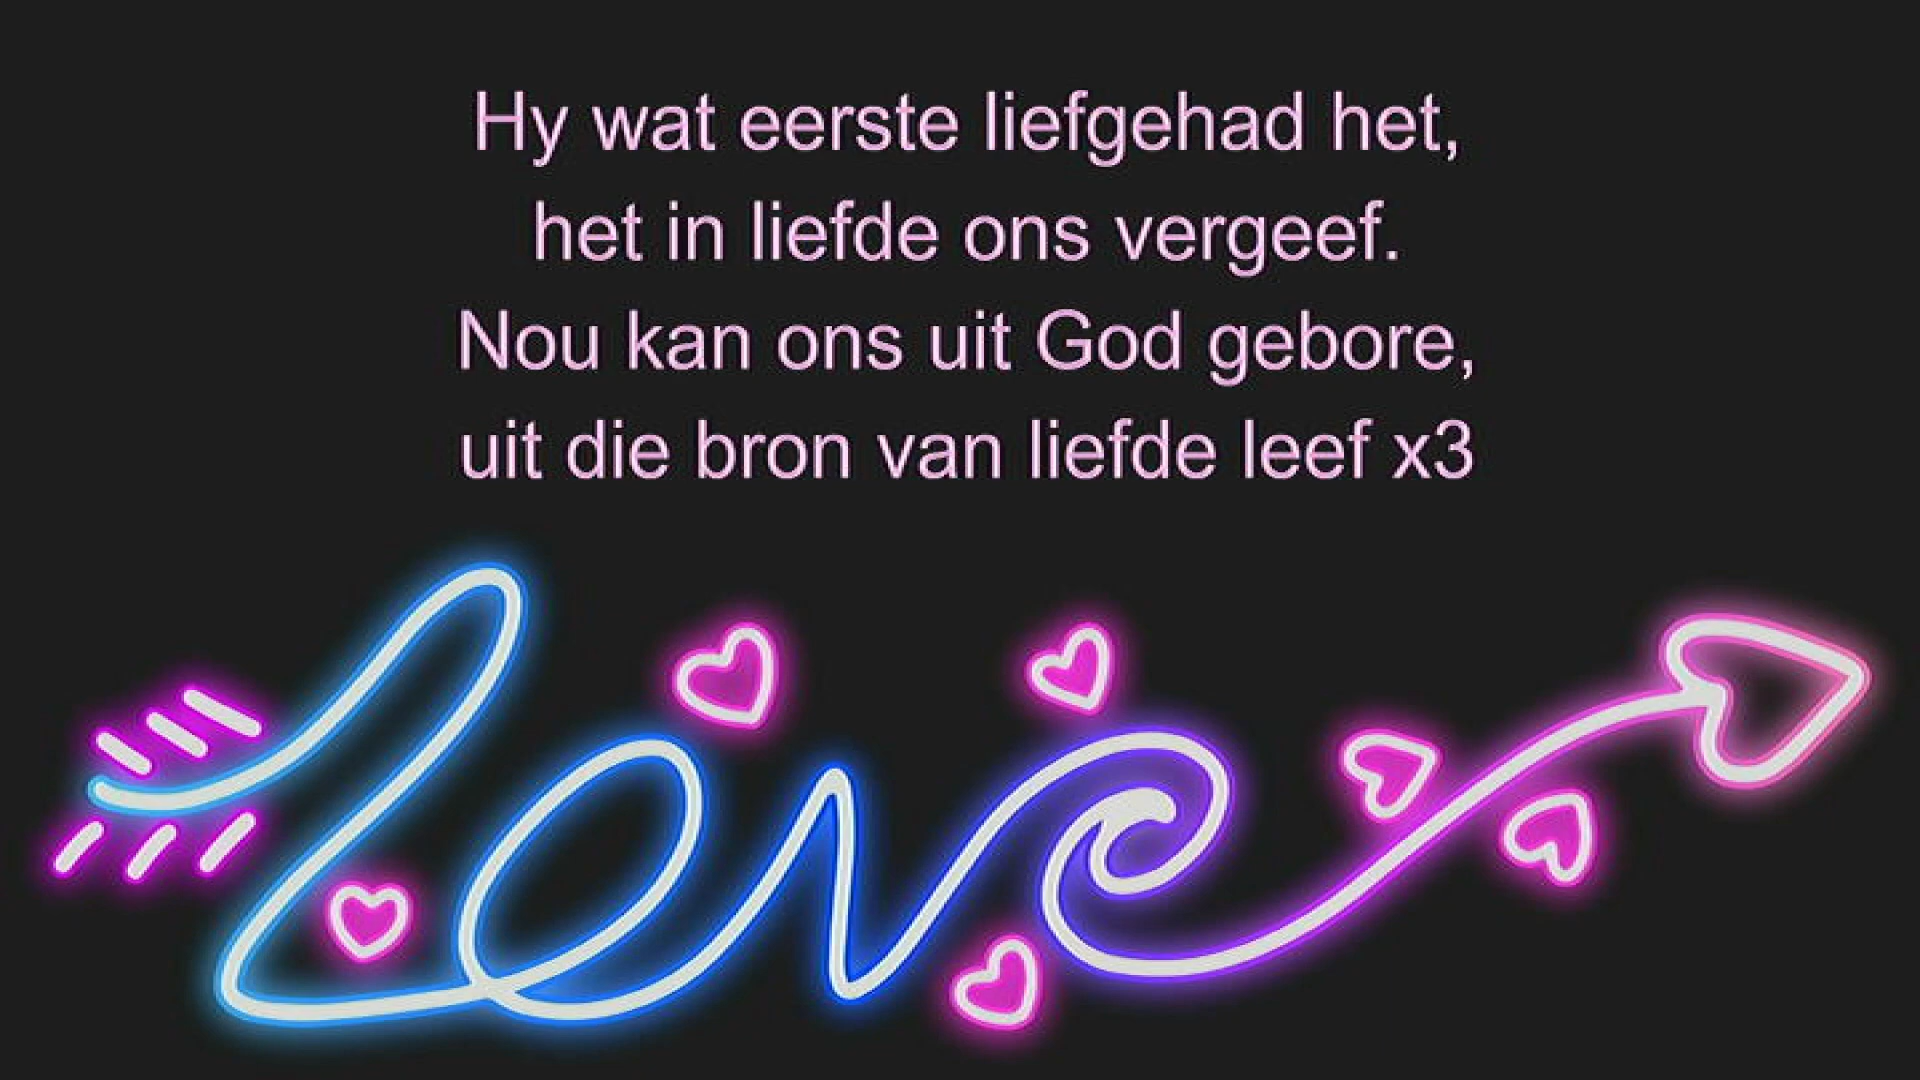 Hy wat eerste liefgehad het,
het in liefde ons vergeef.
Nou kan ons uit God gebore,
uit die bron van liefde leef x3
Love